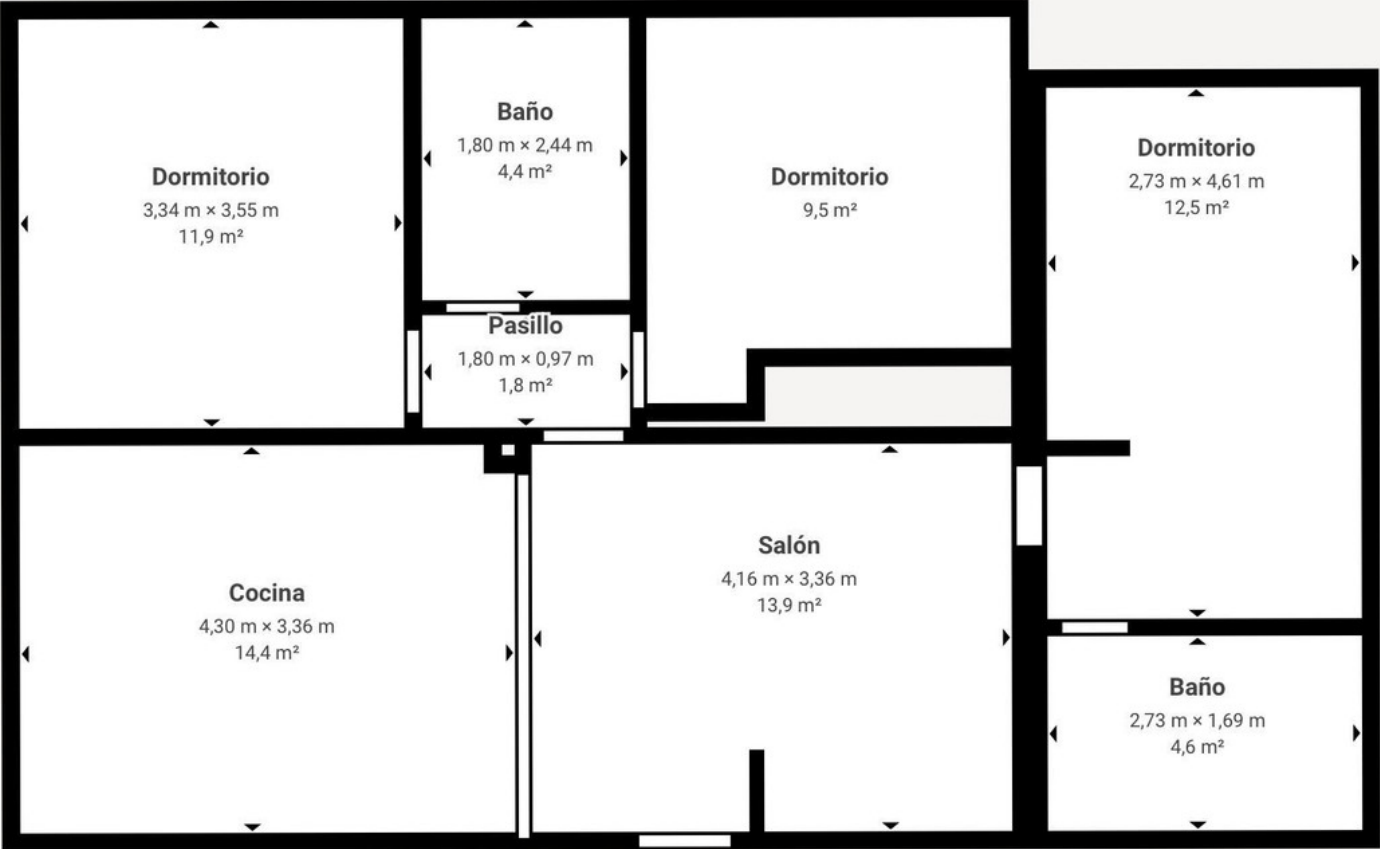 Dormitorio
3,34 m × 3,55 m
11,9 m²
Baño
1,80 m × 2,44 m
4,4 m²
Dormitorio
9,5 m²
Dormitorio
2,73 m × 4,61 m
12,5 m²
Pasillo
1,80 m × 0,97 m
1,8 m²
Cocina
4,30 m × 3,36 m
14,4 m²
Salón
4,16 m × 3,36 m
13,9 m²
Baño
2,73 m × 1,69 m
4,6 m²